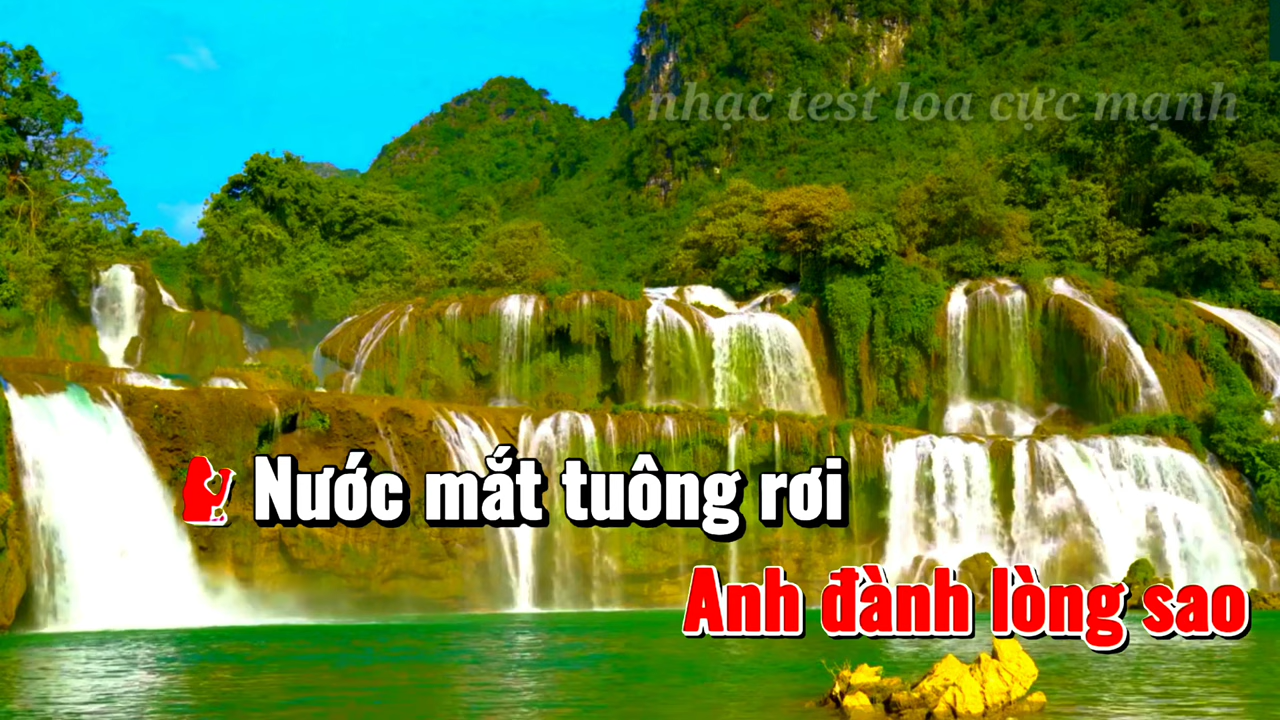 nhạc test loa cực mạnh
Nước mắt tuông rơi
Anh đành lòng sao